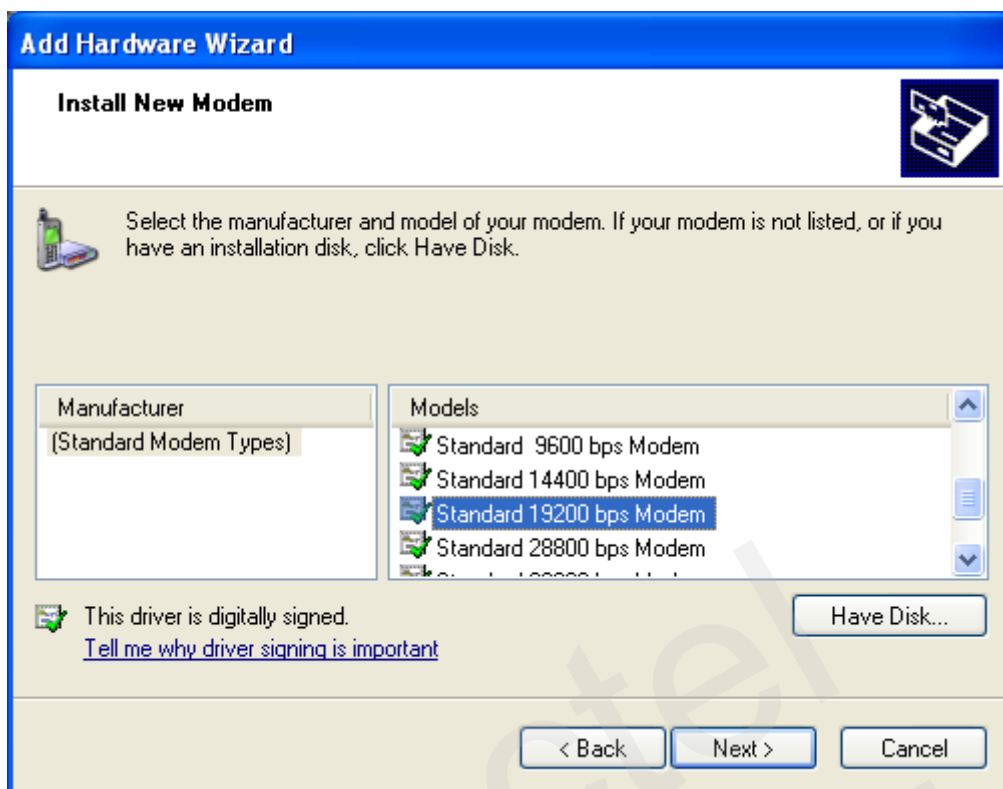 Add Hardware Wizard
Install New Modem
Select the manufacturer and model of your modem. If your modem is not listed, or if you
have an installation disk, click Have Disk.
Manufacturer
(Standard Modem Types)
Models
Standard  9600 bps Modem
Standard 14400 bps Modem
Standard 19200 bps Modem
Standard 28800 bps Modem
This driver is digitally signed.
Tell me why driver signing is important
Have Disk...
< Back
Next >
Cancel